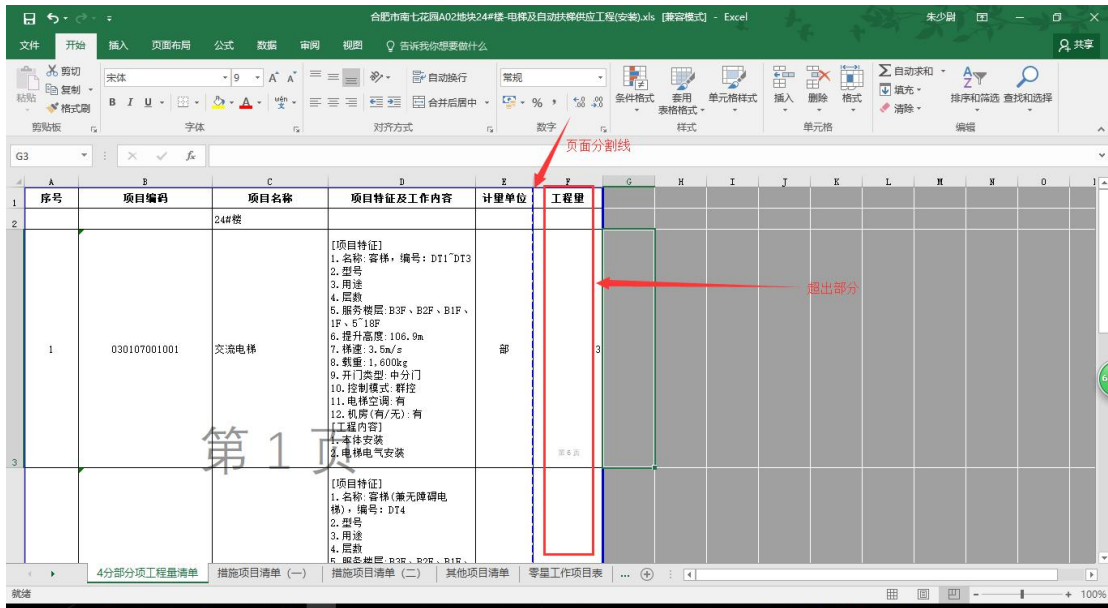 合肥市南七花园A02地块24#楼-电梯及自动扶梯供应工程(安装).xls [兼容模式] - Excel
朱少尉
文件 开始 插入 页面布局 公式 数据 审阅 视图 告诉我你想要做什么 共享
粘贴 剪切 复制 格式刷
宋体 9 A A
B I U A wén 文
自动换行
合并后居中
常规
% , .00
条件格式 套用表格格式 单元格样式
插入 删除 格式
自动求和
填充
清除
排序和筛选 查找和选择
剪贴板 字体 对齐方式 数字 样式 单元格 编辑
页面分割线
G3 fx
A B C D E F G H I J K L M N O
1 序号 项目编码 项目名称 项目特征及工作内容 计量单位 工程量
2 24#楼
[项目特征]
1.名称:客梯，编号：DT1~DT3
2.型号
3.用途
4.层数
5.服务楼层:B3F、B2F、B1F、
1F、5~18F
6.提升高度:106.9m
7.梯速:3.5m/s
8.载重:1,600kg
9.开门类型:中分门
10.控制模式:群控
11.电梯空调:有
12.机房(有/无):有
[工程内容]
1.本体安装
2.电梯电气安装
3 1 030107001001 交流电梯 部 3
超出部分
第 1 页
第 6 页
[项目特征]
1.名称:客梯(兼无障碍电
梯)，编号：DT4
2.型号
3.用途
4.层数
5.服务楼层:B3F、B2F、B1F、
4分部分项工程量清单 措施项目清单（一） 措施项目清单（二） 其他项目清单 零星工作项目表 ...
就绪 100%